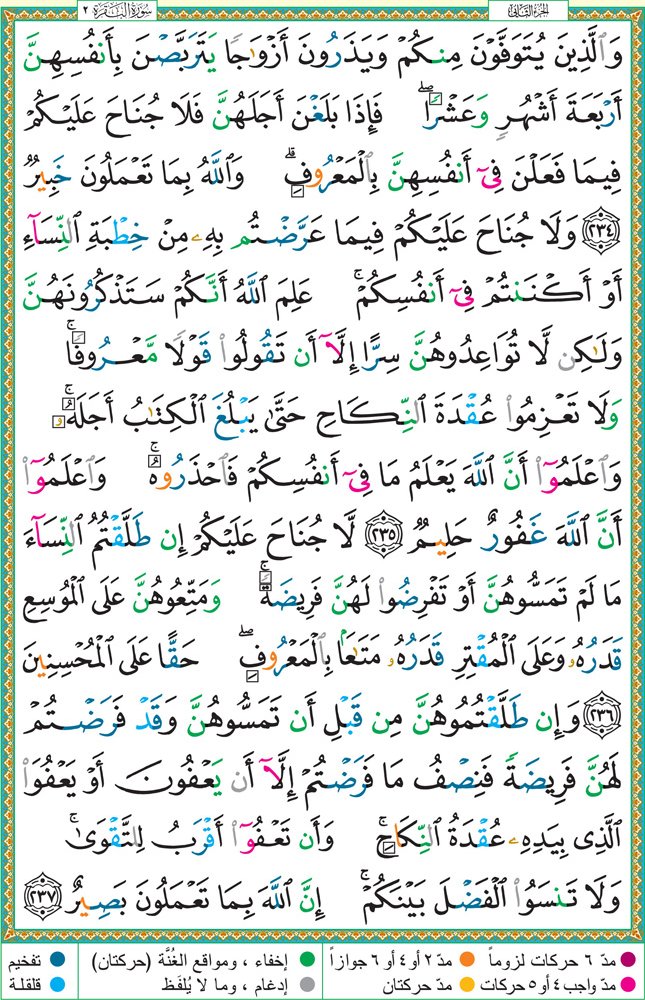 الجزء الثاني
سورة البقرة ٢
وَٱلَّذِينَ يُتَوَفَّوْنَ مِنكُمْ وَيَذَرُونَ أَزْوَٰجًا يَتَرَبَّصْنَ بِأَنفُسِهِنَّ
أَرْبَعَةَ أَشْهُرٍ وَعَشْرًا ۖ فَإِذَا بَلَغْنَ أَجَلَهُنَّ فَلَا جُنَاحَ عَلَيْكُمْ
فِيمَا فَعَلْنَ فِىٓ أَنفُسِهِنَّ بِٱلْمَعْرُوفِ ۗ وَٱللَّهُ بِمَا تَعْمَلُونَ خَبِيرٌ
﴿٢٣٤﴾ وَلَا جُنَاحَ عَلَيْكُمْ فِيمَا عَرَّضْتُم بِهِۦ مِنْ خِطْبَةِ ٱلنِّسَآءِ
أَوْ أَكْنَنتُمْ فِىٓ أَنفُسِكُمْ ۚ عَلِمَ ٱللَّهُ أَنَّكُمْ سَتَذْكُرُونَهُنَّ
وَلَٰكِن لَّا تُوَاعِدُوهُنَّ سِرًّا إِلَّآ أَن تَقُولُوا۟ قَوْلًا مَّعْرُوفًا ۚ
وَلَا تَعْزِمُوا۟ عُقْدَةَ ٱلنِّكَاحِ حَتَّىٰ يَبْلُغَ ٱلْكِتَٰبُ أَجَلَهُۥ ۚ
وَٱعْلَمُوٓا۟ أَنَّ ٱللَّهَ يَعْلَمُ مَا فِىٓ أَنفُسِكُمْ فَٱحْذَرُوهُ ۚ وَٱعْلَمُوٓا۟
أَنَّ ٱللَّهَ غَفُورٌ حَلِيمٌ ﴿٢٣٥﴾ لَّا جُنَاحَ عَلَيْكُمْ إِن طَلَّقْتُمُ ٱلنِّسَآءَ
مَا لَمْ تَمَسُّوهُنَّ أَوْ تَفْرِضُوا۟ لَهُنَّ فَرِيضَةً ۚ وَمَتِّعُوهُنَّ عَلَى ٱلْمُوسِعِ
قَدَرُهُۥ وَعَلَى ٱلْمُقْتِرِ قَدَرُهُۥ مَتَٰعًۢا بِٱلْمَعْرُوفِ ۖ حَقًّا عَلَى ٱلْمُحْسِنِينَ
﴿٢٣٦﴾ وَإِن طَلَّقْتُمُوهُنَّ مِن قَبْلِ أَن تَمَسُّوهُنَّ وَقَدْ فَرَضْتُمْ
لَهُنَّ فَرِيضَةً فَنِصْفُ مَا فَرَضْتُمْ إِلَّآ أَن يَعْفُونَ أَوْ يَعْفُوَا۟
ٱلَّذِى بِيَدِهِۦ عُقْدَةُ ٱلنِّكَاحِ ۚ وَأَن تَعْفُوٓا۟ أَقْرَبُ لِلتَّقْوَىٰ ۚ
وَلَا تَنسَوُا۟ ٱلْفَضْلَ بَيْنَكُمْ ۚ إِنَّ ٱللَّهَ بِمَا تَعْمَلُونَ بَصِيرٌ ﴿٢٣٧﴾
مدّ ٦ حركات لزوماً مدّ ٢ أو ٤ أو ٦ جوازاً إخفاء ، ومواقع الغُنَّة (حركتان) تفخيم
مدّ واجب ٤ أو ٥ حركات مدّ حركتان إدغام ، وما لا يُلفَظ قلقلة